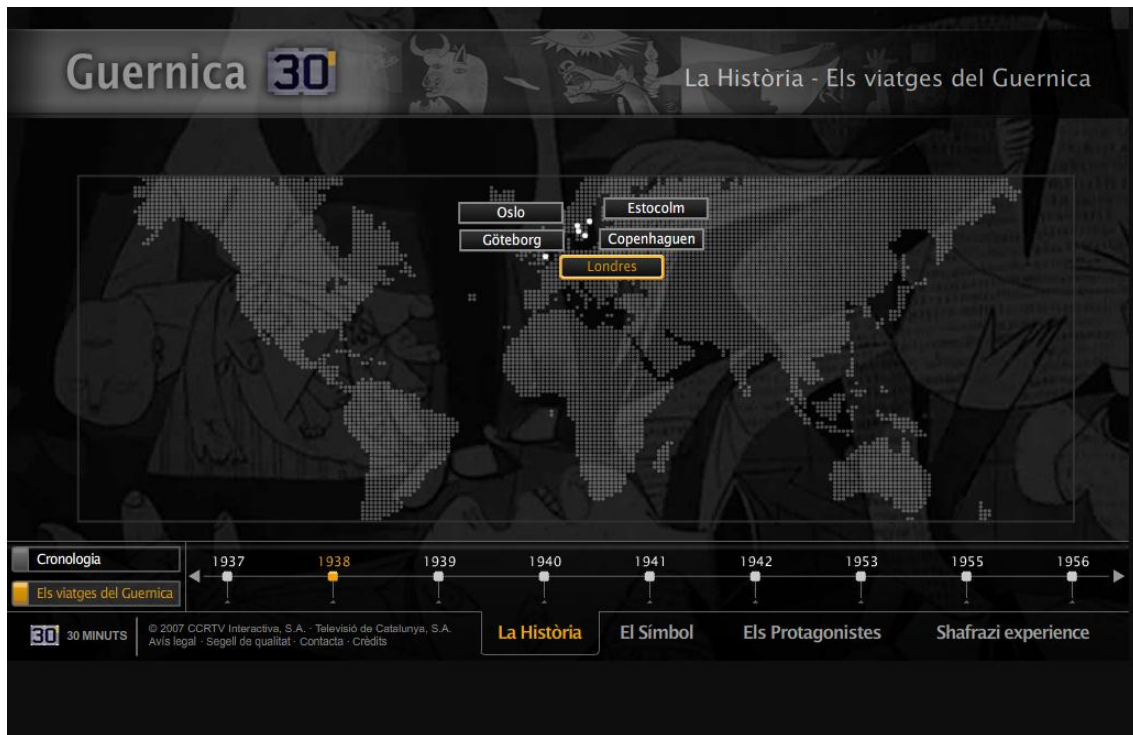 Guernica 30'
La Història - Els viatges del Guernica
Oslo
Estocolm
Göteborg
Copenhaguen
Londres
Cronologia
Els viatges del Guernica
1937 1938 1939 1940 1941 1942 1953 1955 1956
30' 30 MINUTS
© 2007 CCRTV Interactiva, S.A. - Televisió de Catalunya, S.A.
Avís legal - Segell de qualitat - Contacta - Crèdits
La Història El Símbol Els Protagonistes Shafrazi experience